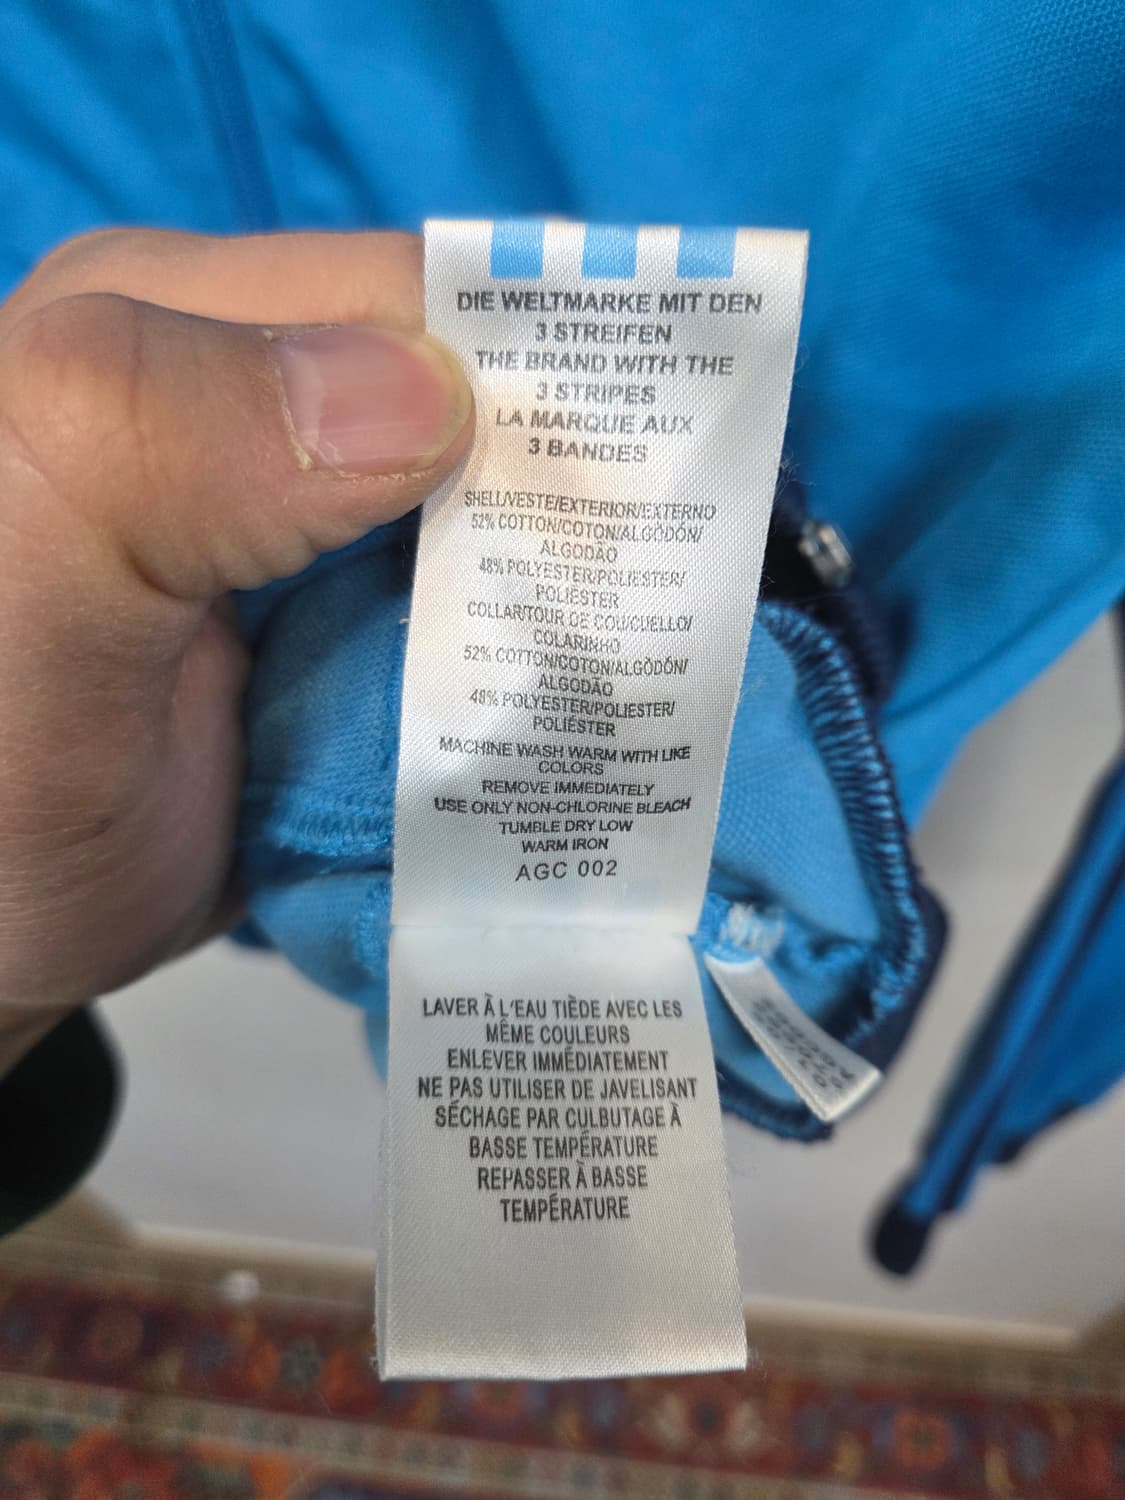 DIE WELTMARKE MIT DEN
3 STREIFEN
THE BRAND WITH THE
3 STRIPES
LA MARQUE AUX
3 BANDES
SHELL/VESTE/EXTERIOR/EXTERNO
52% COTTON/COTON/ALGÒDÓN/
ALGODÃO
48% POLYESTER/POLIESTER/
POLIÉSTER
COLLAR/TOUR DE COU/CUELLO/
COLARINHO
52% COTTON/COTON/ALGÒDÓN/
ALGODÃO
48% POLYESTER/POLIESTER/
POLIÉSTER
MACHINE WASH WARM WITH LIKE
COLORS
REMOVE IMMEDIATELY
USE ONLY NON-CHLORINE BLEACH
TUMBLE DRY LOW
WARM IRON
AGC 002
LAVER À L'EAU TIÈDE AVEC LES
MÊME COULEURS
ENLEVER IMMÉDIATEMENT
NE PAS UTILISER DE JAVELISANT
SÉCHAGE PAR CULBUTAGE À
BASSE TEMPÉRATURE
REPASSER À BASSE
TEMPÉRATURE